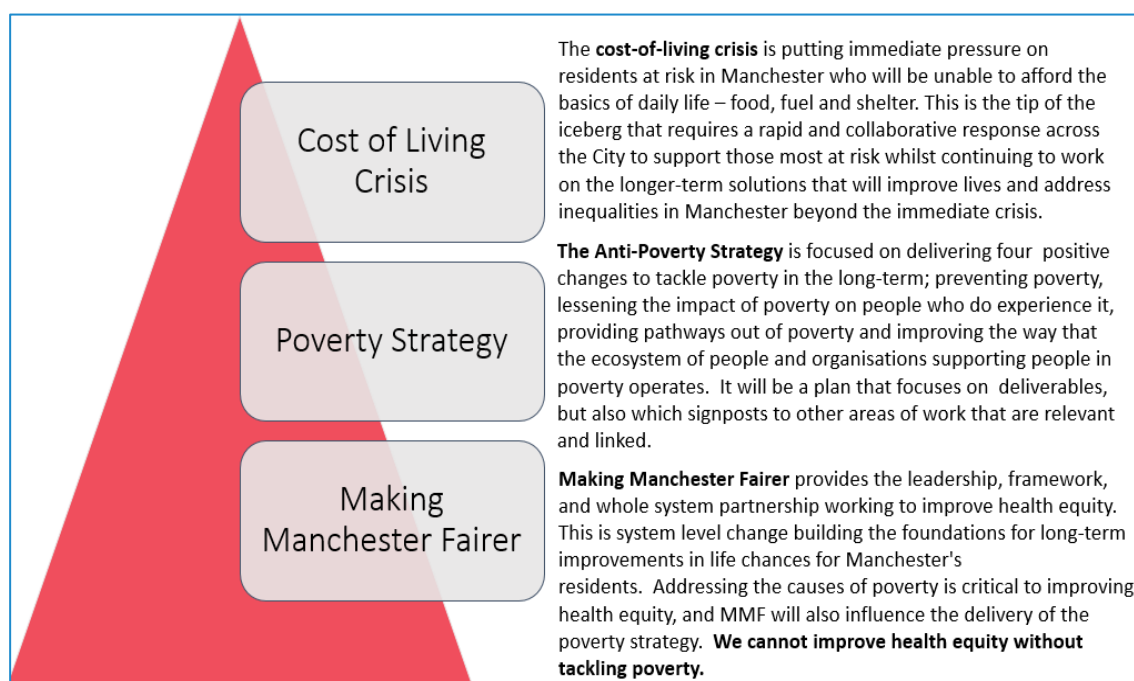 Cost of Living
Crisis
The cost-of-living crisis is putting immediate pressure on
residents at risk in Manchester who will be unable to afford the
basics of daily life – food, fuel and shelter. This is the tip of the
iceberg that requires a rapid and collaborative response across
the City to support those most at risk whilst continuing to work
on the longer-term solutions that will improve lives and address
inequalities in Manchester beyond the immediate crisis.
Poverty Strategy
The Anti-Poverty Strategy is focused on delivering four positive
changes to tackle poverty in the long-term; preventing poverty,
lessening the impact of poverty on people who do experience it,
providing pathways out of poverty and improving the way that
the ecosystem of people and organisations supporting people in
poverty operates. It will be a plan that focuses on deliverables,
but also which signposts to other areas of work that are relevant
and linked.
Making
Manchester Fairer
Making Manchester Fairer provides the leadership, framework,
and whole system partnership working to improve health equity.
This is system level change building the foundations for long-term
improvements in life chances for Manchester's
residents. Addressing the causes of poverty is critical to improving
health equity, and MMF will also influence the delivery of the
poverty strategy. We cannot improve health equity without
tackling poverty.